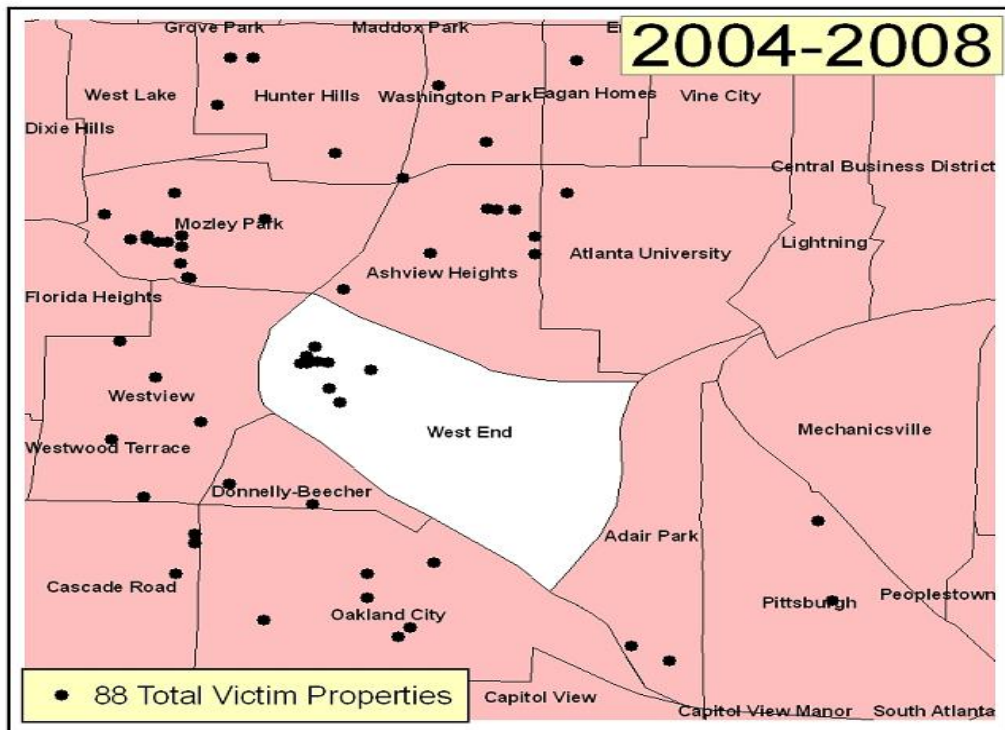 Grove Park
Maddox Park
2004-2008
West Lake
Hunter Hills
Washington Park
Eagan Homes
Vine City
Dixie Hills
Central Business District
Mozley Park
Lightning
Ashview Heights
Atlanta University
Florida Heights
Westview
West End
Mechanicsville
Westwood Terrace
Donnelly-Beecher
Adair Park
Cascade Road
Oakland City
Pittsburgh
Peoplestown
88 Total Victim Properties
Capitol View
Capitol View Manor
South Atlanta